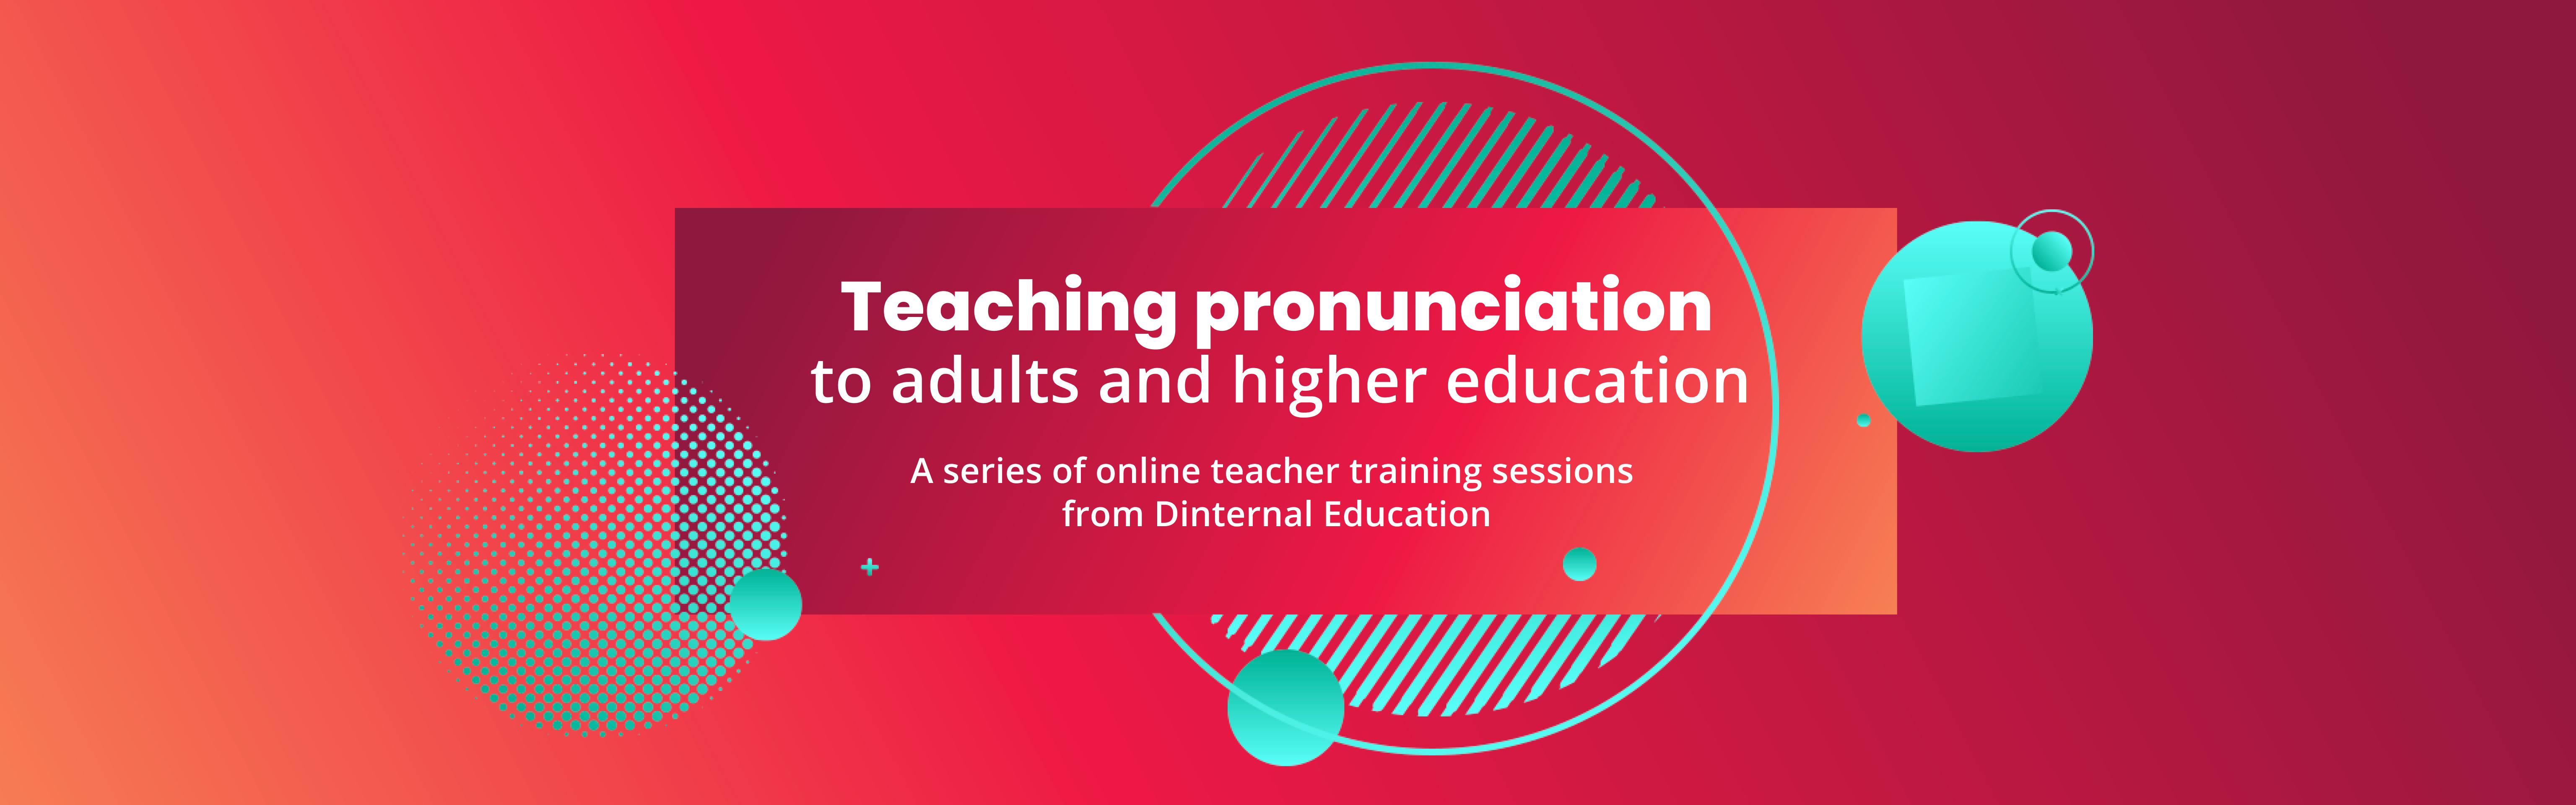 Teaching pronunciation
to adults and higher education
A series of online teacher training sessions
from Dinternal Education